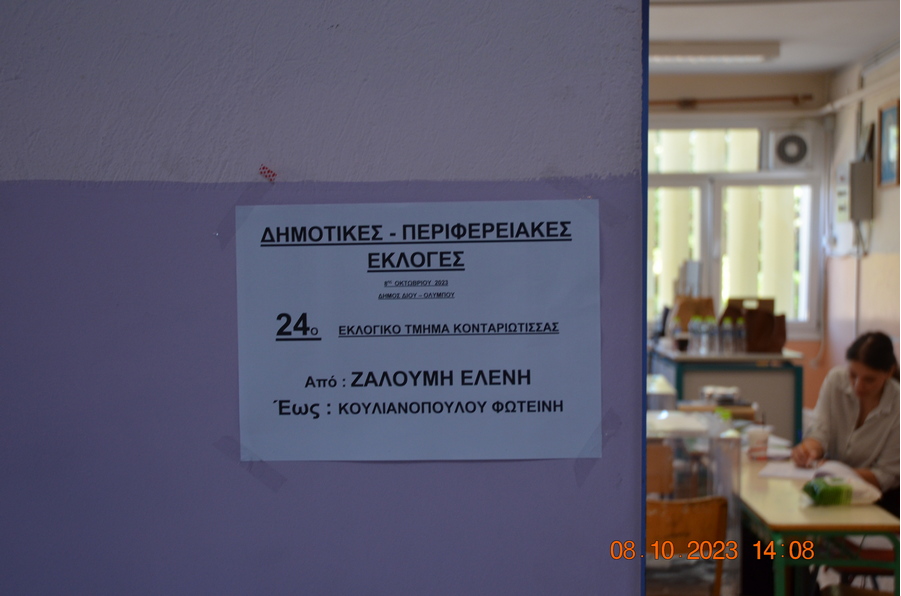 ΔΗΜΟΤΙΚΕΣ - ΠΕΡΙΦΕΡΕΙΑΚΕΣ
ΕΚΛΟΓΕΣ
8ης ΟΚΤΩΒΡΙΟΥ 2023
ΔΗΜΟΣ ΔΙΟΥ – ΟΛΥΜΠΟΥ
24ο ΕΚΛΟΓΙΚΟ ΤΜΗΜΑ ΚΟΝΤΑΡΙΩΤΙΣΣΑΣ
Από : ΖΑΛΟΥΜΗ ΕΛΕΝΗ
Έως : ΚΟΥΛΙΑΝΟΠΟΥΛΟΥ ΦΩΤΕΙΝΗ
08.10.2023 14:08